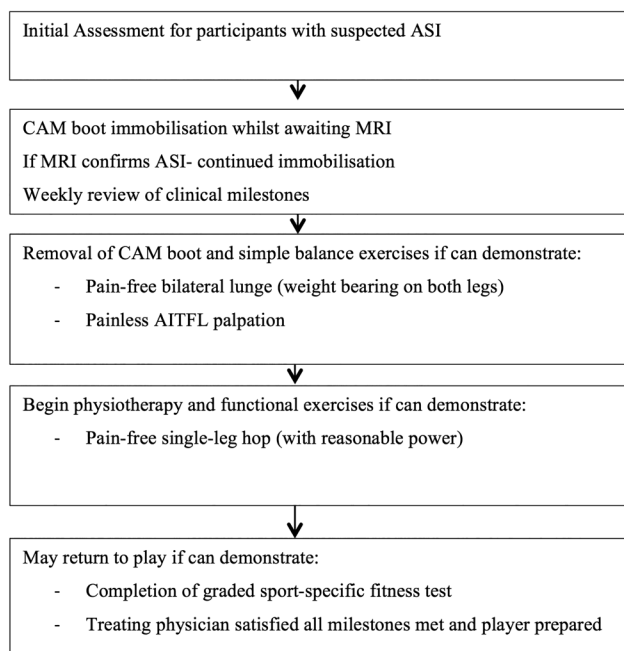 Initial Assessment for participants with suspected ASI
CAM boot immobilisation whilst awaiting MRI
If MRI confirms ASI- continued immobilisation
Weekly review of clinical milestones
Removal of CAM boot and simple balance exercises if can demonstrate:
- Pain-free bilateral lunge (weight bearing on both legs)
- Painless AITFL palpation
Begin physiotherapy and functional exercises if can demonstrate:
- Pain-free single-leg hop (with reasonable power)
May return to play if can demonstrate:
- Completion of graded sport-specific fitness test
- Treating physician satisfied all milestones met and player prepared